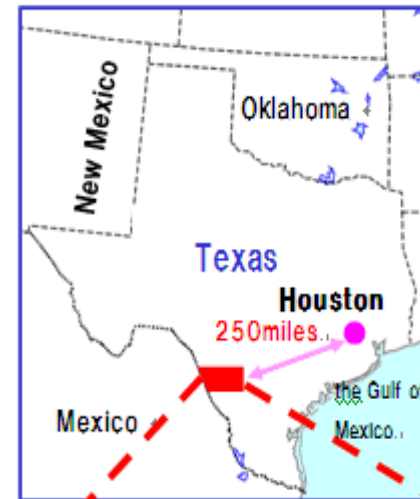 New Mexico
Oklahoma
Texas
Houston
250miles.
the Gulf of
Mexico.
Mexico